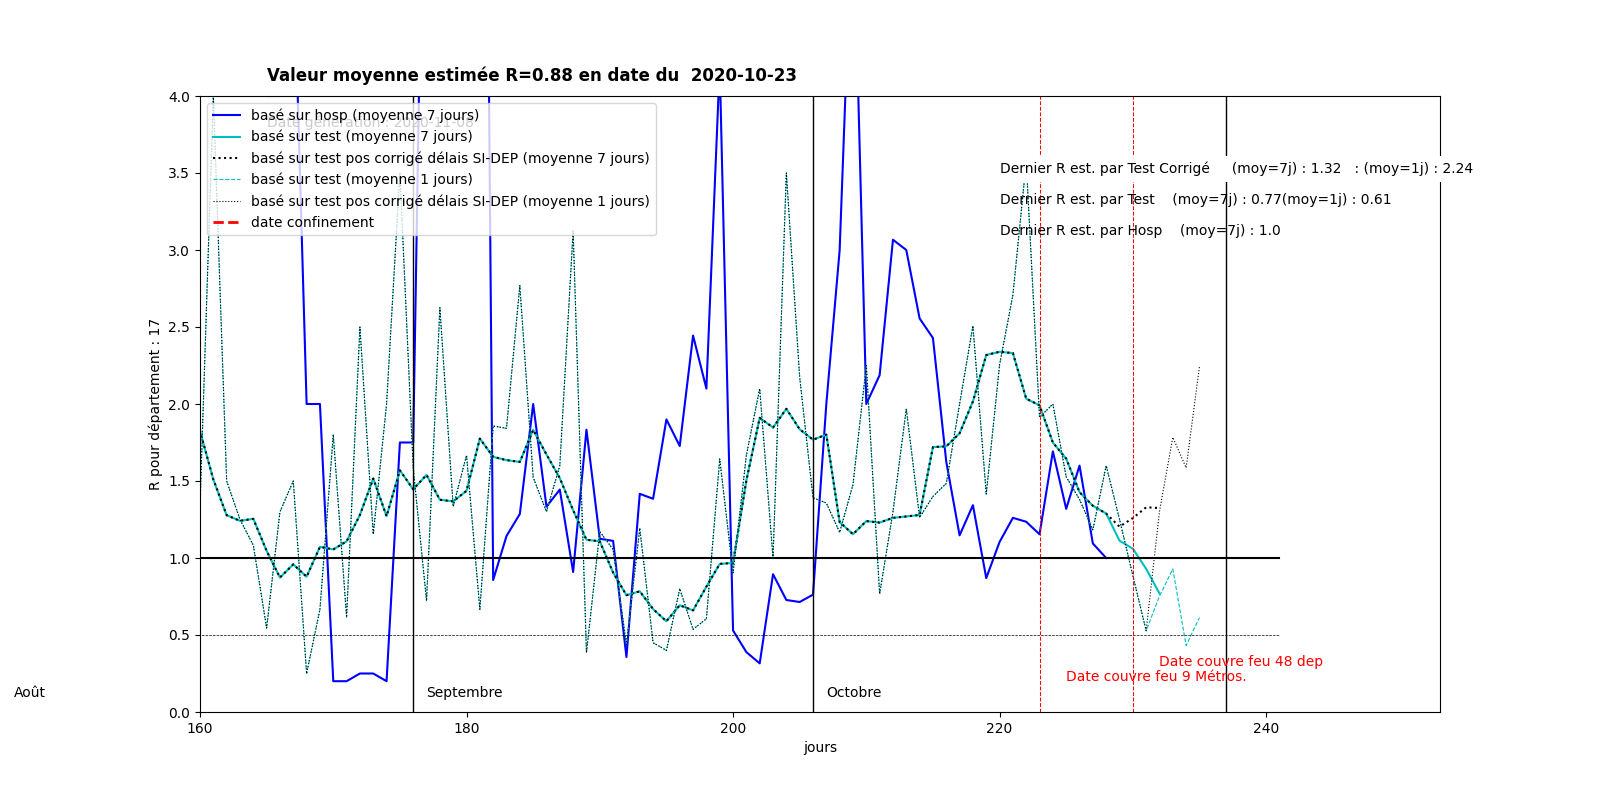 Valeur moyenne estimée R=0.88 en date du  2020-10-23
Date génération : 2020-11-08
basé sur hosp (moyenne 7 jours)
basé sur test (moyenne 7 jours)
basé sur test pos corrigé délais SI-DEP (moyenne 7 jours)
basé sur test (moyenne 1 jours)
basé sur test pos corrigé délais SI-DEP (moyenne 1 jours)
date confinement
Dernier R est. par Test Corrigé     (moy=7j) : 1.32   : (moy=1j) : 2.24
Dernier R est. par Test    (moy=7j) : 0.77(moy=1j) : 0.61
Dernier R est. par Hosp    (moy=7j) : 1.0
4.0
3.5
3.0
2.5
2.0
1.5
1.0
0.5
0.0
R pour département : 17
Date couvre feu 48 dep
Date couvre feu 9 Métros.
Août
Septembre
Octobre
160
180
200
220
240
jours